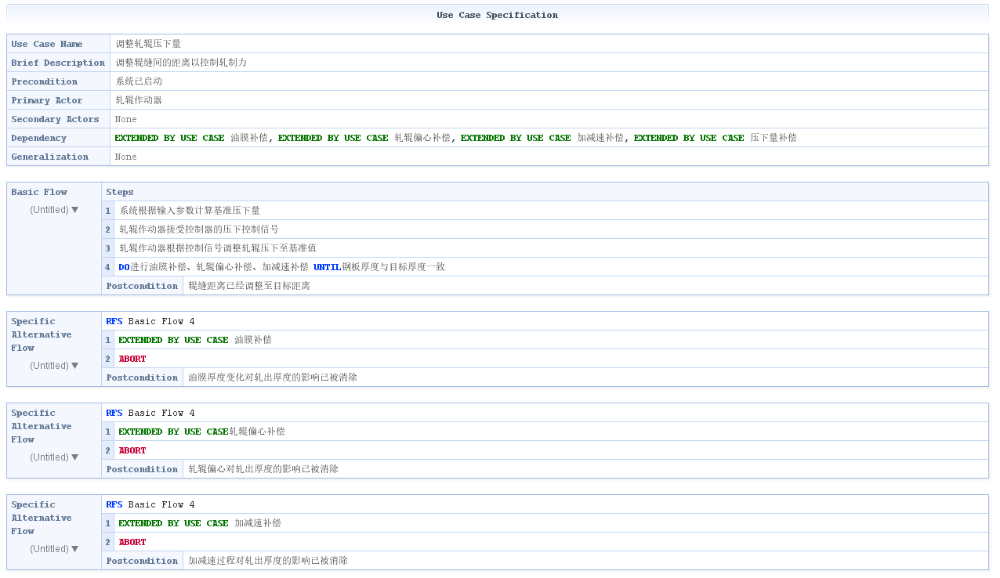 Use Case Specification
Use Case Name 调整轧辊压下量
Brief Description 调整辊缝间的距离以控制轧制力
Precondition 系统已启动
Primary Actor 轧辊作动器
Secondary Actors None
Dependency EXTENDED BY USE CASE 油膜补偿, EXTENDED BY USE CASE 轧辊偏心补偿, EXTENDED BY USE CASE 加减速补偿, EXTENDED BY USE CASE 压下量补偿
Generalization None
Basic Flow Steps
(Untitled) ▼
1 系统根据输入参数计算基准压下量
2 轧辊作动器接受控制器的压下控制信号
3 轧辊作动器根据控制信号调整轧辊压下至基准值
4 DO进行油膜补偿、轧辊偏心补偿、加减速补偿 UNTIL钢板厚度与目标厚度一致
Postcondition 辊缝距离已经调整至目标距离
Specific
Alternative
Flow
(Untitled) ▼
RFS Basic Flow 4
1 EXTENDED BY USE CASE 油膜补偿
2 ABORT
Postcondition 油膜厚度变化对轧出厚度的影响已被消除
Specific
Alternative
Flow
(Untitled) ▼
RFS Basic Flow 4
1 EXTENDED BY USE CASE轧辊偏心补偿
2 ABORT
Postcondition 轧辊偏心对轧出厚度的影响已被消除
Specific
Alternative
Flow
(Untitled) ▼
RFS Basic Flow 4
1 EXTENDED BY USE CASE 加减速补偿
2 ABORT
Postcondition 加减速过程对轧出厚度的影响已被消除